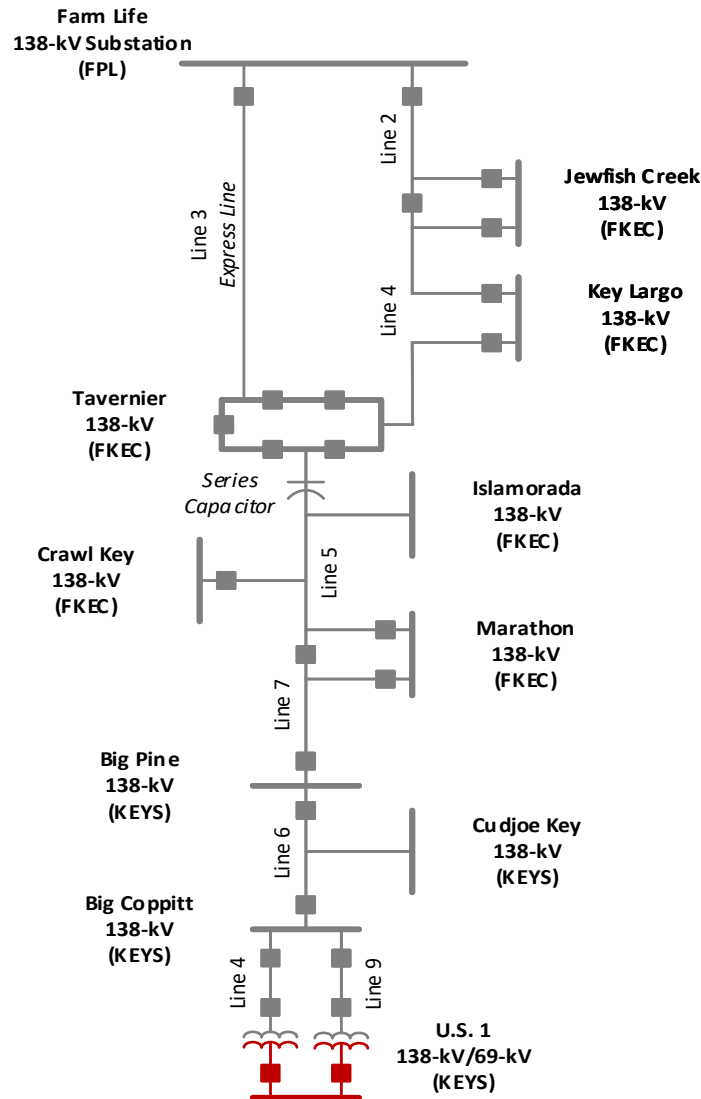 Farm Life
138-kV Substation
(FPL)
Line 2
Line 3
Express Line
Jewfish Creek
138-kV
(FKEC)
Line 4
Key Largo
138-kV
(FKEC)
Tavernier
138-kV
(FKEC)
Series
Capacitor
Islamorada
138-kV
(FKEC)
Crawl Key
138-kV
(FKEC)
Line 5
Marathon
138-kV
(FKEC)
Line 7
Big Pine
138-kV
(KEYS)
Line 6
Cudjoe Key
138-kV
(KEYS)
Big Coppitt
138-kV
(KEYS)
Line 4
Line 9
U.S. 1
138-kV/69-kV
(KEYS)